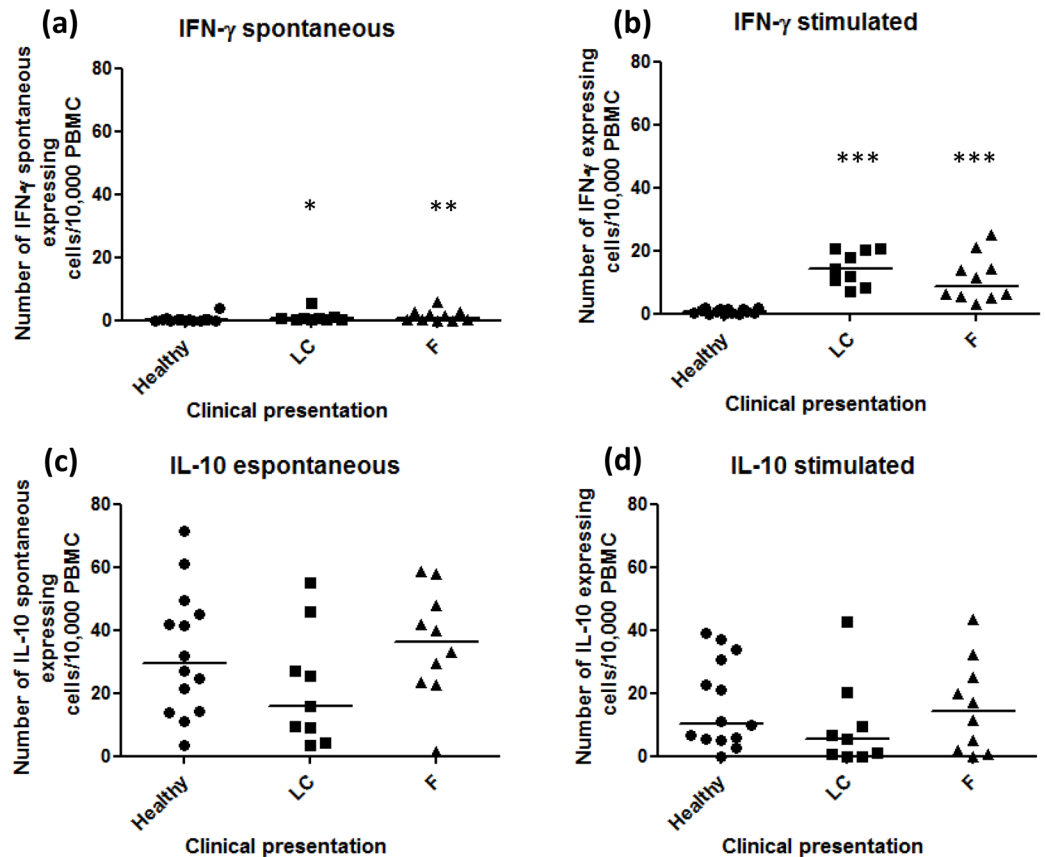 (a)
IFN-γ spontaneous
Number of IFN-γ spontaneous
expressing
cells/10,000 PBMC
80
60
40
20
0
*
**
Healthy
LC
F
Clinical presentation
(b)
IFN-γ stimulated
Number of IFN-γ expressing
cells/10,000 PBMC
80
60
40
20
0
***
***
Healthy
LC
F
Clinical presentation
(c)
IL-10 espontaneous
Number of IL-10 spontaneous
expressing
cells/10,000 PBMC
80
60
40
20
0
Healthy
LC
F
Clinical presentation
(d)
IL-10 stimulated
Number of IL-10 expressing
cells/10,000 PBMC
80
60
40
20
0
Healthy
LC
F
Clinical presentation